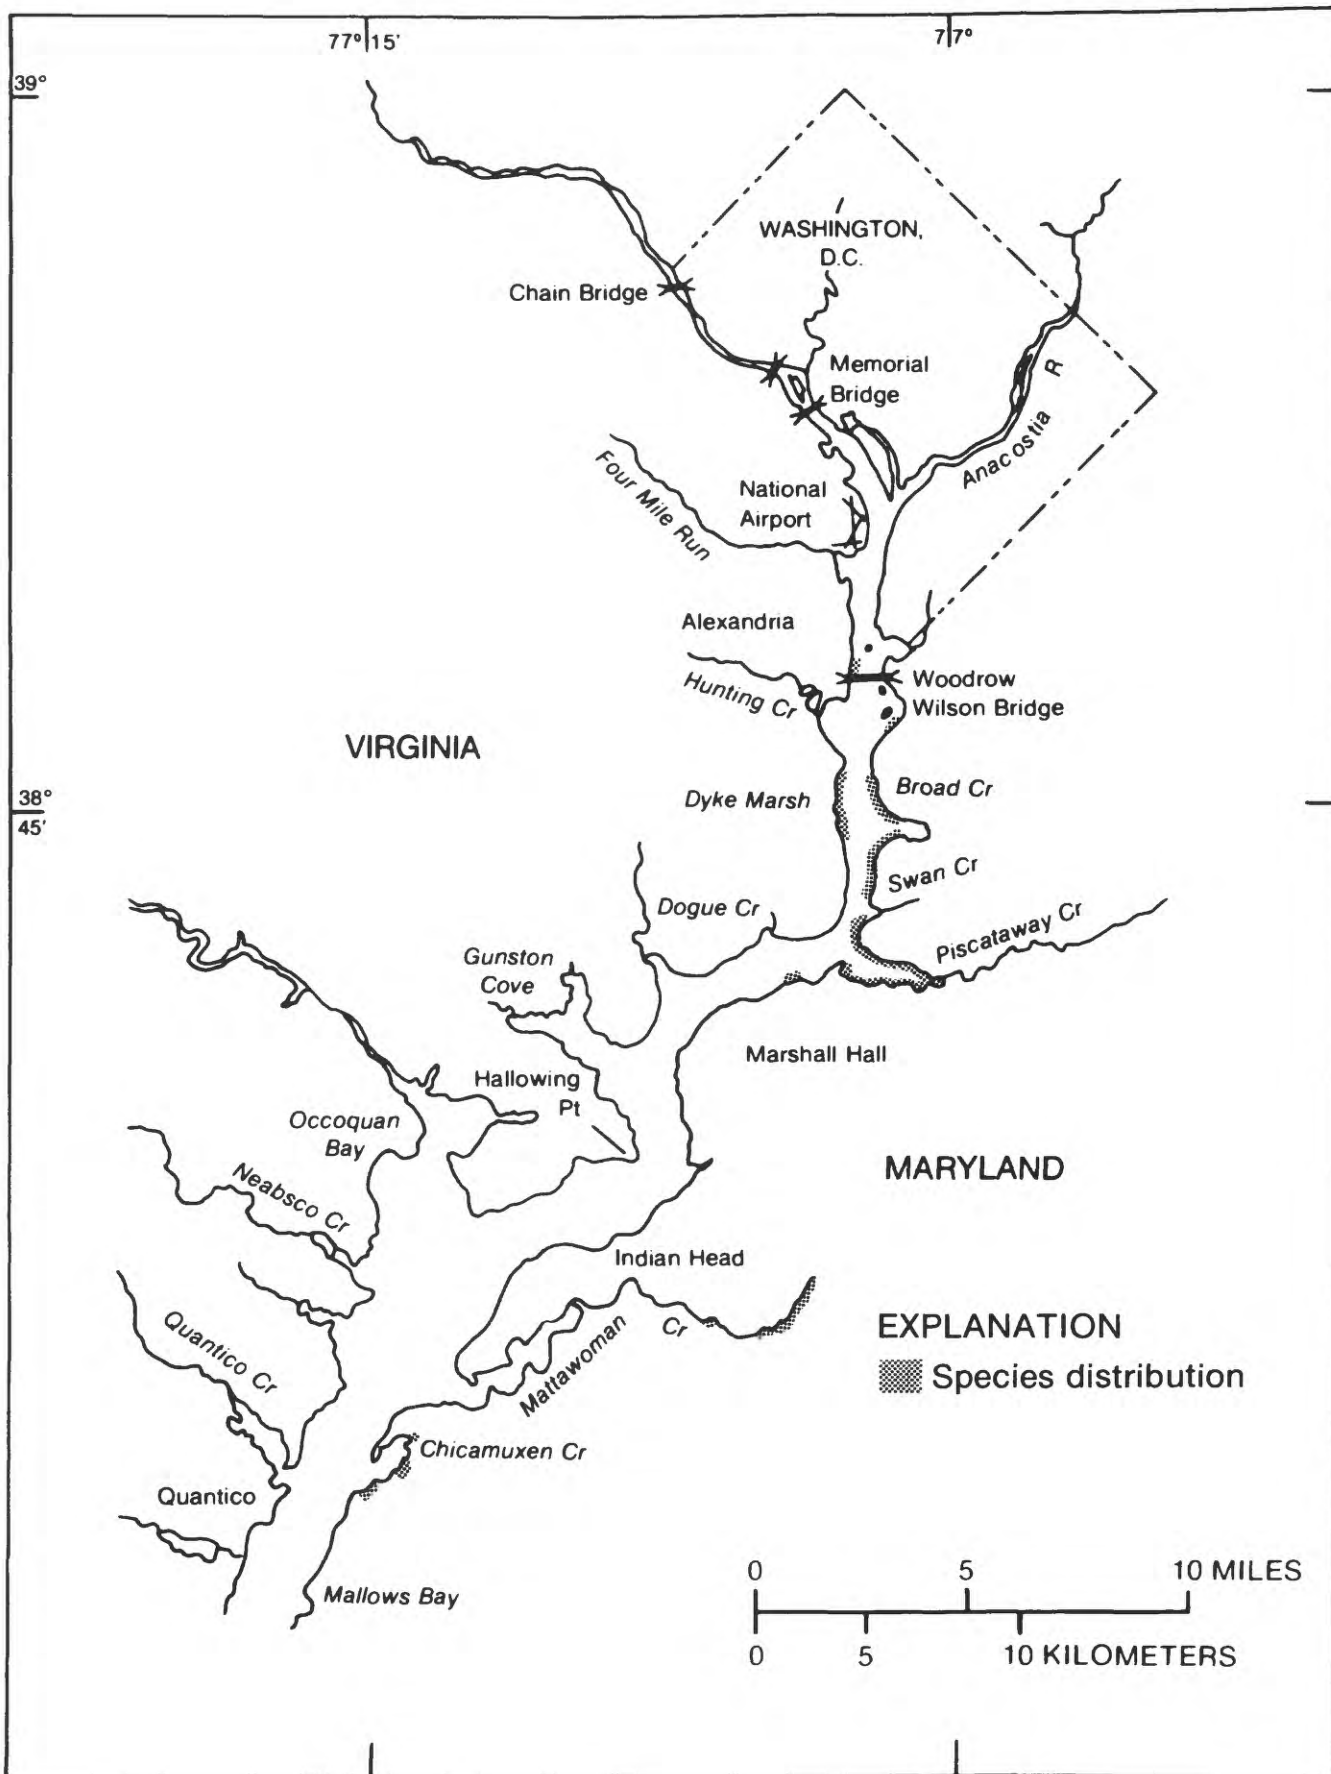 77° 15'
77°
39°
WASHINGTON,
D.C.
Chain Bridge
Memorial
Bridge
Anacostia R
Four Mile Run
National
Airport
Alexandria
Hunting Cr
Woodrow
Wilson Bridge
VIRGINIA
38°
45'
Dyke Marsh
Broad Cr
Swan Cr
Dogue Cr
Piscataway Cr
Gunston
Cove
Marshall Hall
Hallowing
Pt
Occoquan
Bay
MARYLAND
Neabsco Cr
Indian Head
Quantico Cr
Mattawoman Cr
EXPLANATION
Species distribution
Chicamuxen Cr
Quantico
Mallows Bay
0 5 10 MILES
0 5 10 KILOMETERS